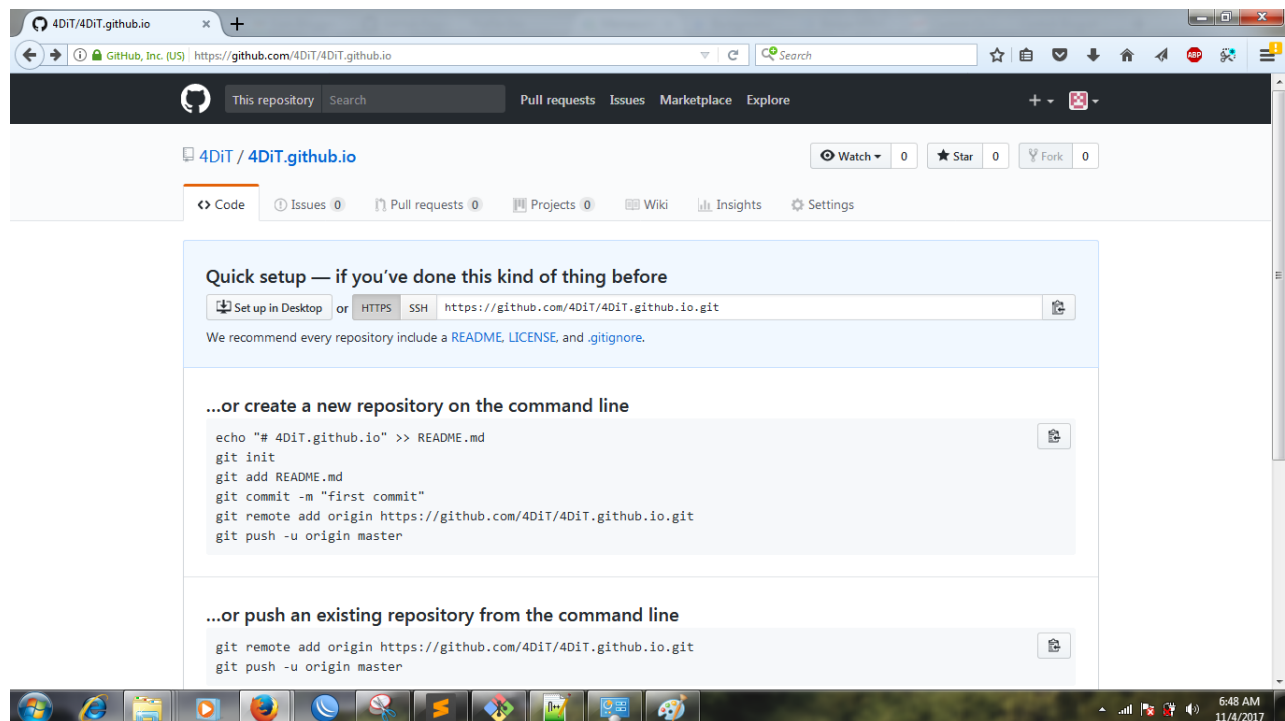 4DiT/4DiT.github.io
GitHub, Inc. (US) https://github.com/4DiT/4DiT.github.io Search ABP
This repository Search Pull requests Issues Marketplace Explore
4DiT / 4DiT.github.io Watch 0 Star 0 Fork 0
Code Issues 0 Pull requests 0 Projects 0 Wiki Insights Settings
Quick setup — if you’ve done this kind of thing before
Set up in Desktop or HTTPS SSH https://github.com/4DiT/4DiT.github.io.git
We recommend every repository include a README, LICENSE, and .gitignore.
…or create a new repository on the command line
echo "# 4DiT.github.io" >> README.md
git init
git add README.md
git commit -m "first commit"
git remote add origin https://github.com/4DiT/4DiT.github.io.git
git push -u origin master
…or push an existing repository from the command line
git remote add origin https://github.com/4DiT/4DiT.github.io.git
git push -u origin master
6:48 AM
11/4/2017